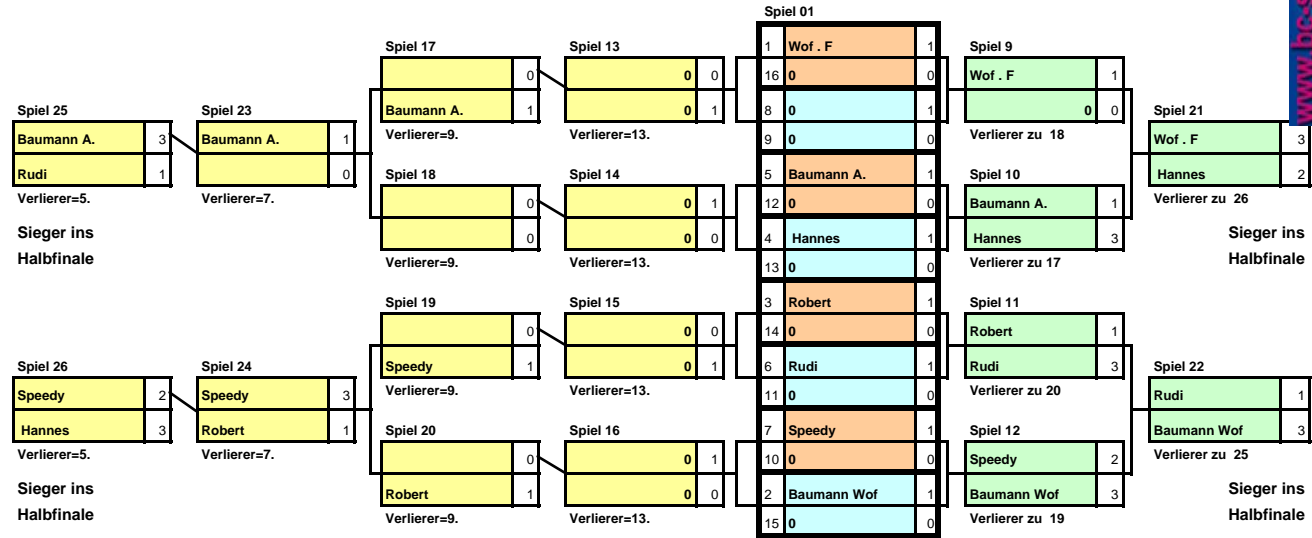 Spiel 01
Spiel 17 Spiel 13 1 Wof . F 1 Spiel 9
0 0 0 16 0 0 Wof . F 1
Spiel 25 Spiel 23 Baumann A. 1 0 1 8 0 1 0 0 Spiel 21
Baumann A. 3 Baumann A. 1 Verlierer=9. Verlierer=13. 9 0 0 Verlierer zu 18 Wof . F 3
Rudi 1 0 Spiel 18 Spiel 14 5 Baumann A. 1 Spiel 10 Hannes 2
Verlierer=5. Verlierer=7. 0 0 1 12 0 0 Baumann A. 1 Verlierer zu 26
Sieger ins 0 0 0 4 Hannes 1 Hannes 3 Sieger ins
Halbfinale Verlierer=9. Verlierer=13. 13 0 0 Verlierer zu 17 Halbfinale
Spiel 19 Spiel 15 3 Robert 1 Spiel 11
0 0 0 14 0 0 Robert 1
Spiel 26 Spiel 24 Speedy 1 0 1 6 Rudi 1 Rudi 3 Spiel 22
Speedy 2 Speedy 3 Verlierer=9. Verlierer=13. 11 0 0 Verlierer zu 20 Rudi 1
Hannes 3 Robert 1 Spiel 20 Spiel 16 7 Speedy 1 Spiel 12 Baumann Wof 3
Verlierer=5. Verlierer=7. 0 0 1 10 0 0 Speedy 2 Verlierer zu 25
Sieger ins Robert 1 0 0 2 Baumann Wof 1 Baumann Wof 3 Sieger ins
Halbfinale Verlierer=9. Verlierer=13. 15 0 0 Verlierer zu 19 Halbfinale